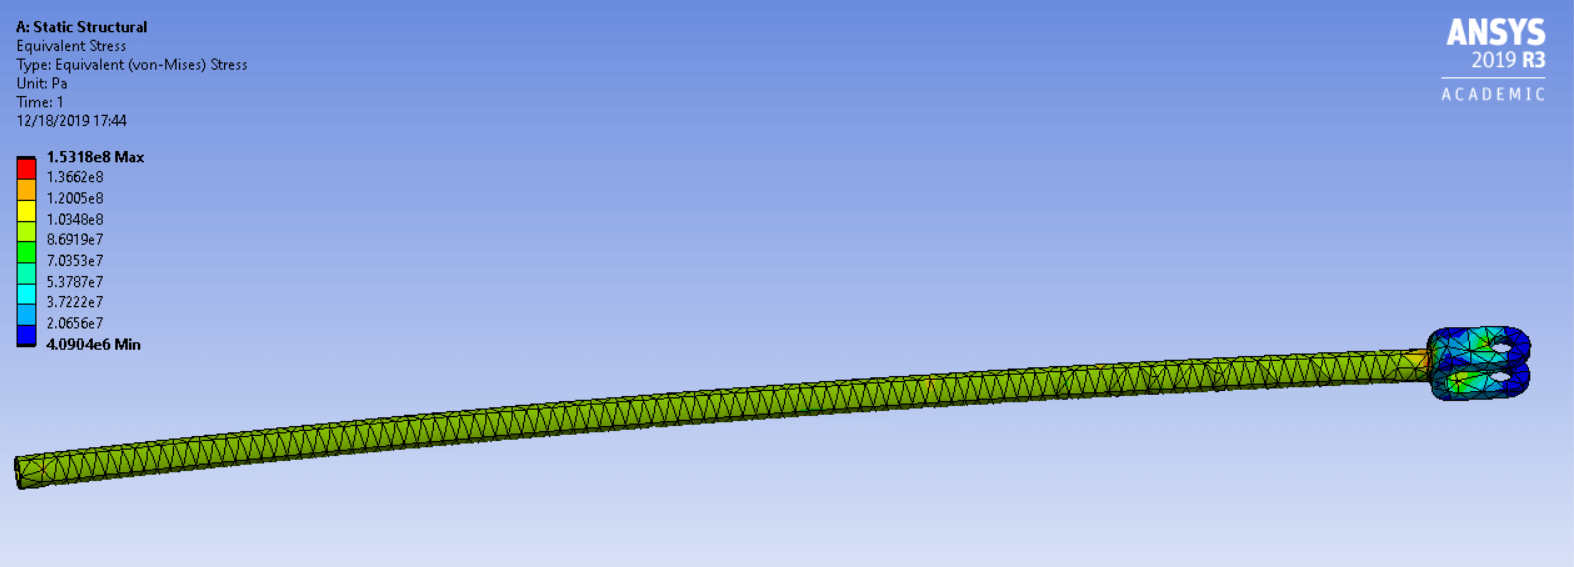 A: Static Structural
Equivalent Stress
Type: Equivalent (von-Mises) Stress
Unit: Pa
Time: 1
12/18/2019 17:44
1.5318e8 Max
1.3662e8
1.2005e8
1.0348e8
8.6919e7
7.0353e7
5.3787e7
3.7222e7
2.0656e7
4.0904e6 Min
ANSYS
2019 R3
ACADEMIC